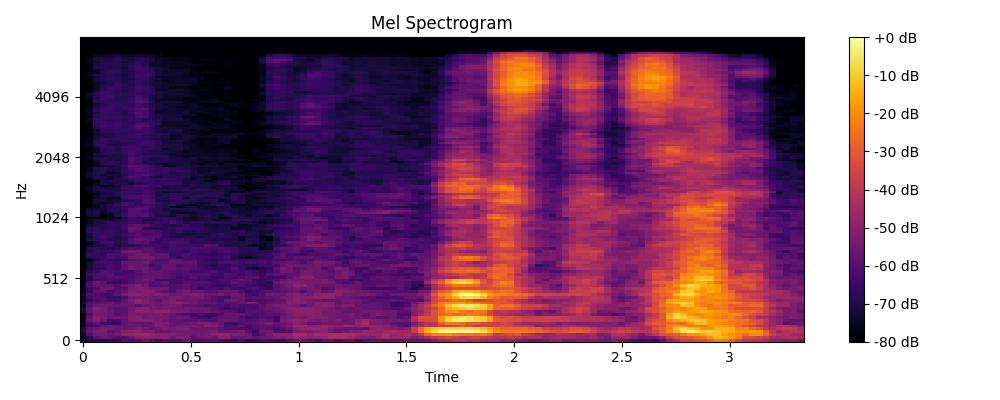 Mel Spectrogram
+0 dB
-10 dB
-20 dB
-30 dB
-40 dB
-50 dB
-60 dB
-70 dB
-80 dB
Hz
4096
2048
1024
512
0
0 0.5 1 1.5 2 2.5 3
Time